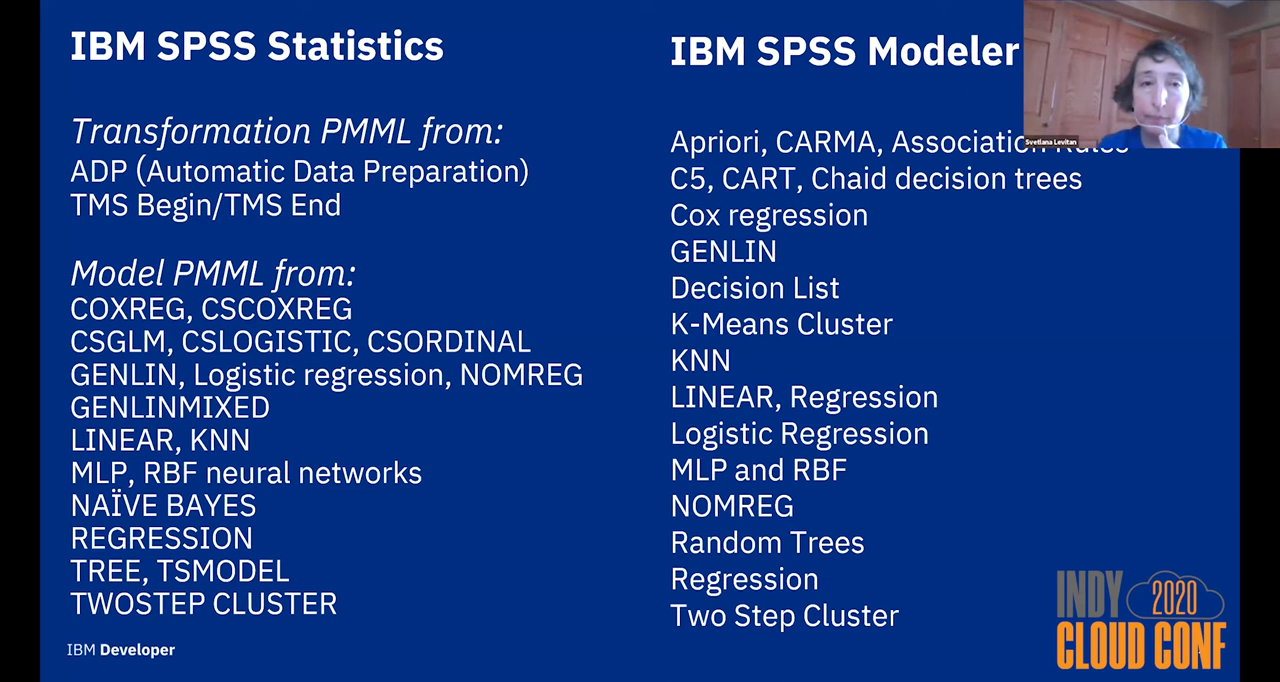 IBM SPSS Statistics
Transformation PMML from:
ADP (Automatic Data Preparation)
TMS Begin/TMS End
Model PMML from:
COXREG, CSCOXREG
CSGLM, CSLOGISTIC, CSORDINAL
GENLIN, Logistic regression, NOMREG
GENLINMIXED
LINEAR, KNN
MLP, RBF neural networks
NAÏVE BAYES
REGRESSION
TREE, TSMODEL
TWOSTEP CLUSTER
IBM Developer
IBM SPSS Modeler
Apriori, CARMA, Association Rules
C5, CART, Chaid decision trees
Cox regression
GENLIN
Decision List
K-Means Cluster
KNN
LINEAR, Regression
Logistic Regression
MLP and RBF
NOMREG
Random Trees
Regression
Two Step Cluster
Svetlana Levitan
INDY 2020
CLOUD CONF